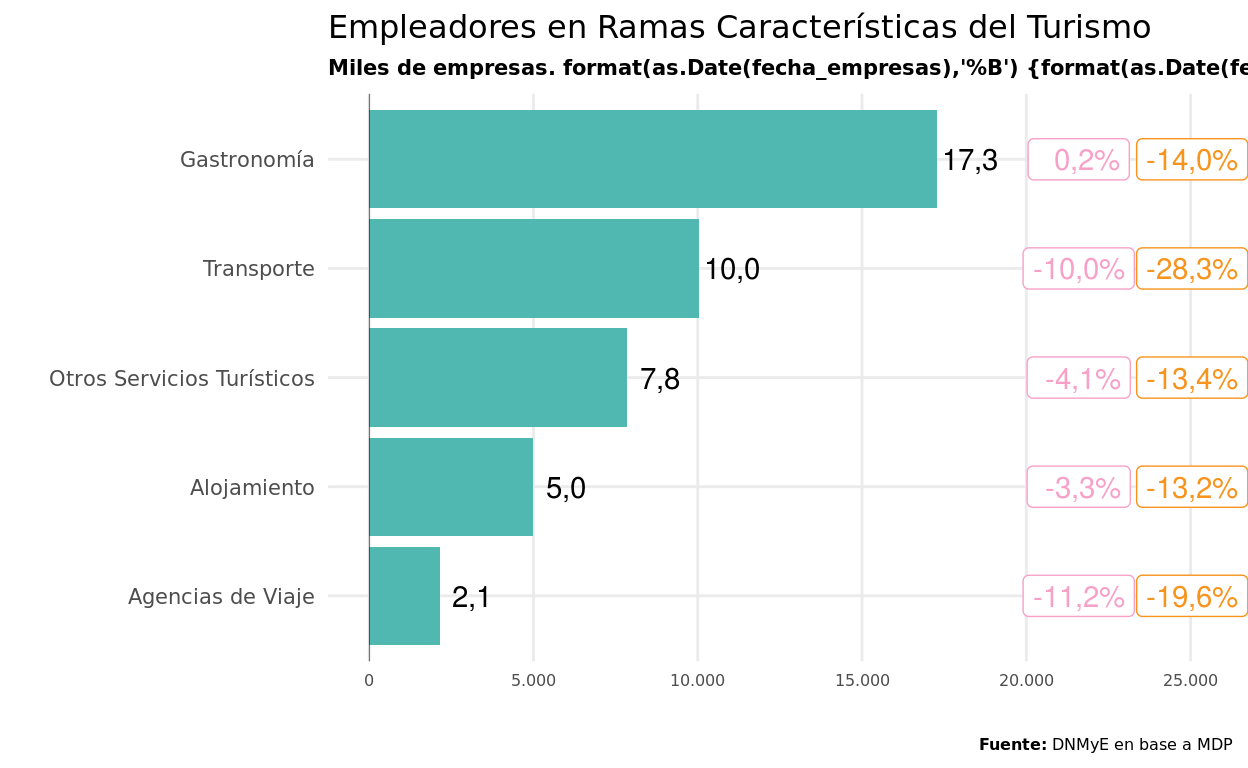 Empleadores en Ramas Características del Turismo
Miles de empresas. format(as.Date(fecha_empresas),'%B') {format(as.Date(fe
Gastronomía 17,3 0,2% -14,0%
Transporte 10,0 -10,0% -28,3%
Otros Servicios Turísticos 7,8 -4,1% -13,4%
Alojamiento 5,0 -3,3% -13,2%
Agencias de Viaje 2,1 -11,2% -19,6%
0 5.000 10.000 15.000 20.000 25.000
Fuente: DNMyE en base a MDP